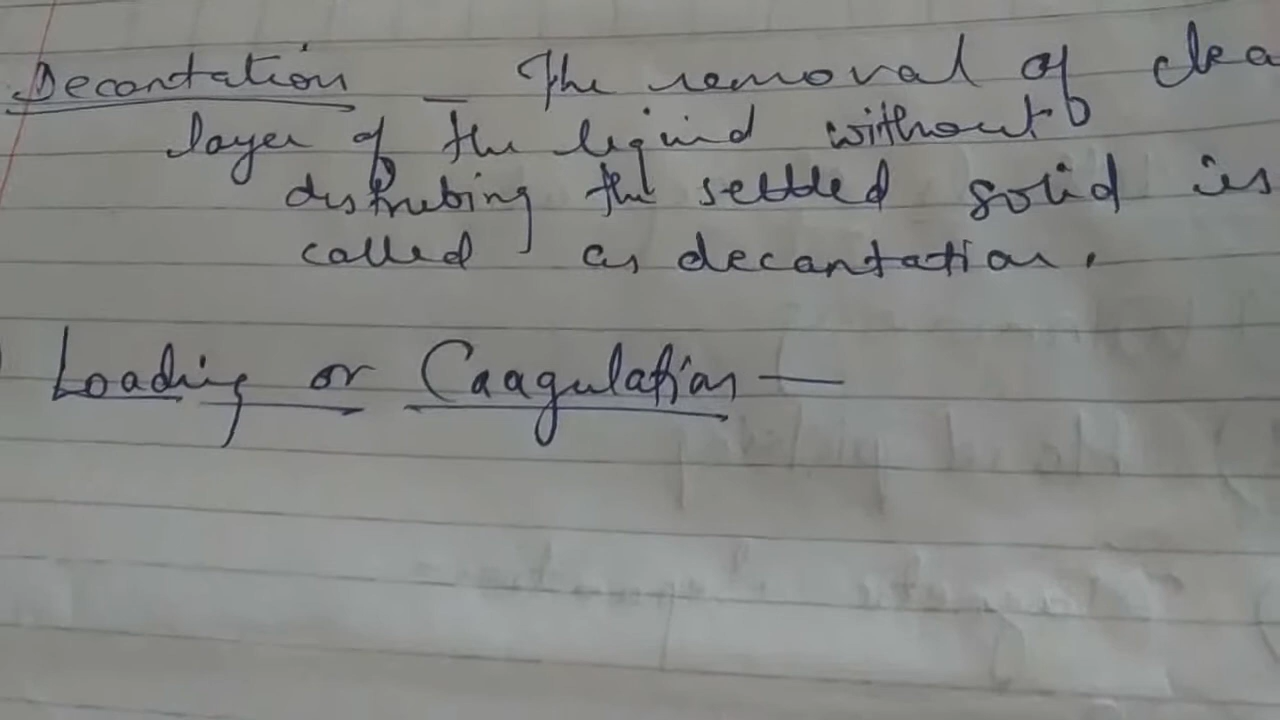 Decantation _ The removal of clea
layer of the liquid without
distrubing the settled solid is
called as decantation.
Loading or Coagulation —